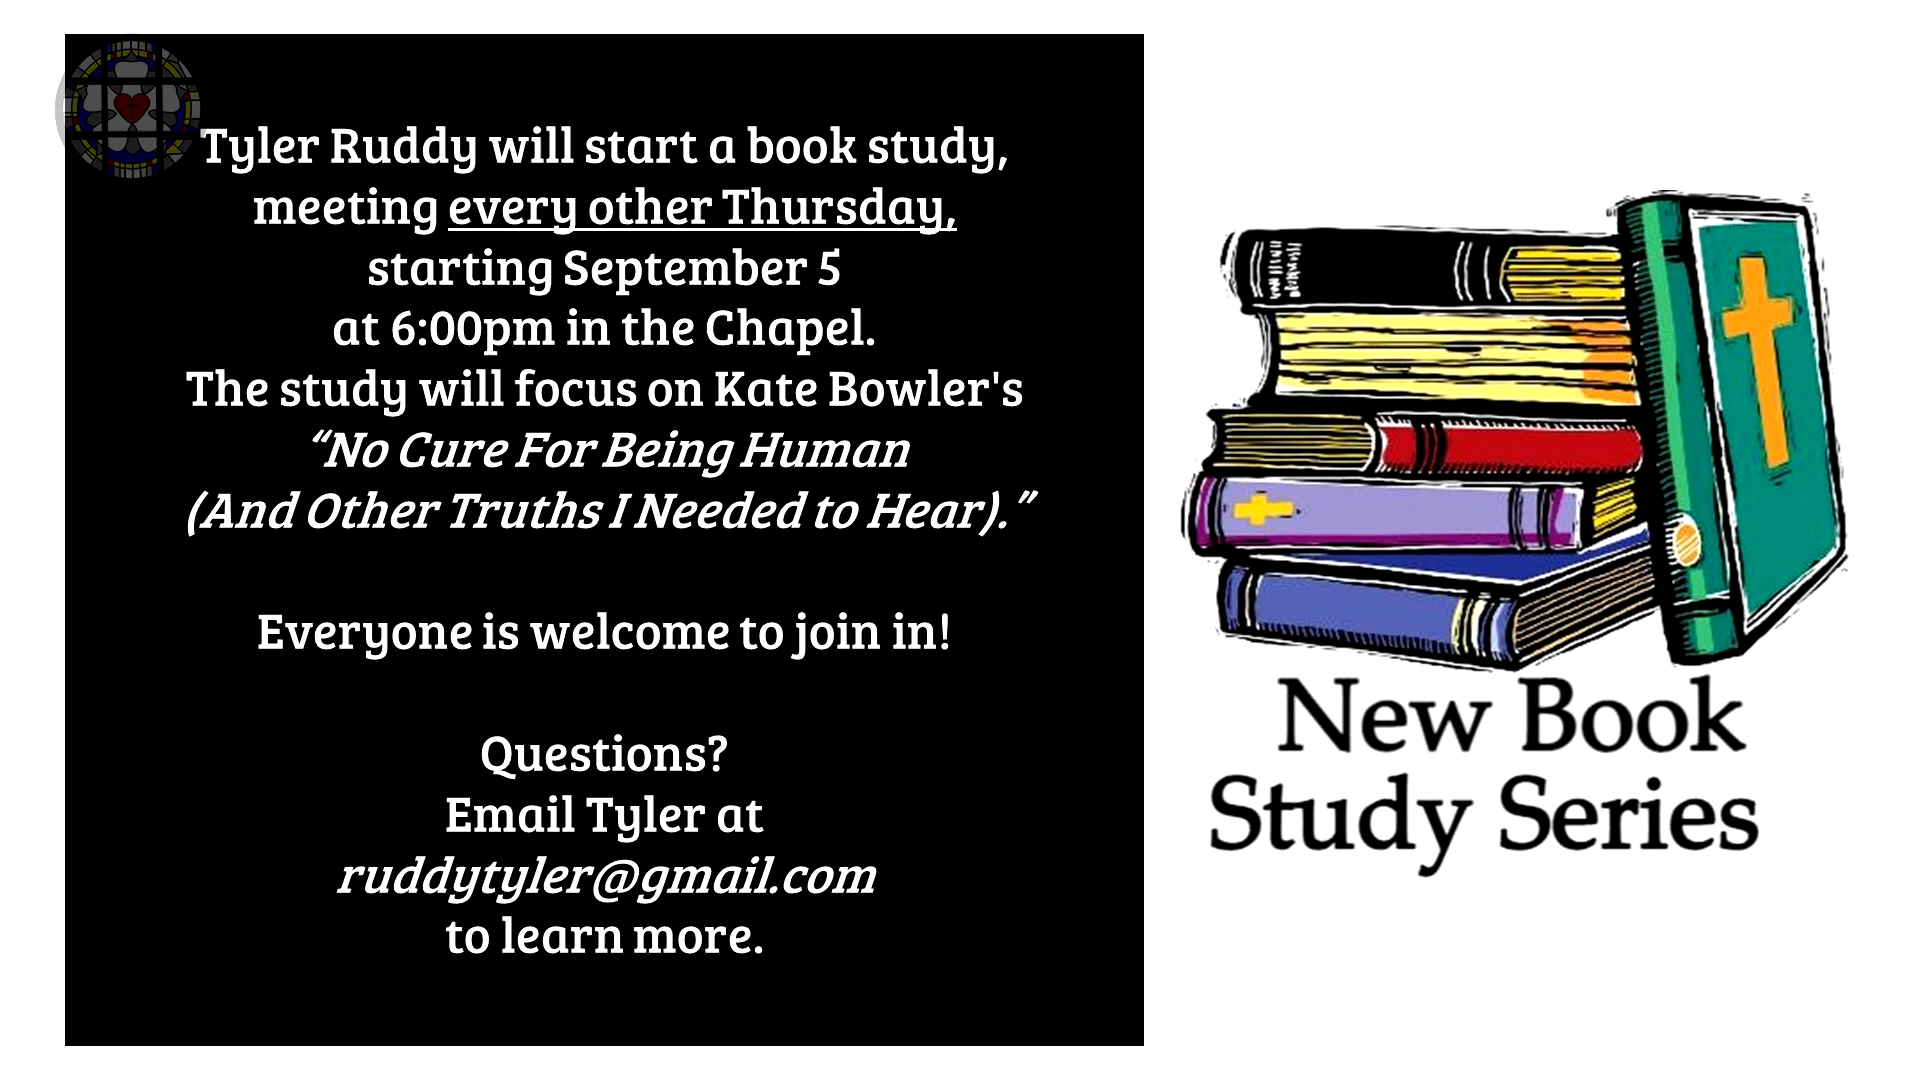 Tyler Ruddy will start a book study,
meeting every other Thursday,
starting September 5
at 6:00pm in the Chapel.
The study will focus on Kate Bowler's
“No Cure For Being Human
(And Other Truths I Needed to Hear).”
Everyone is welcome to join in!
Questions?
Email Tyler at
ruddytyler@gmail.com
to learn more.
New Book
Study Series